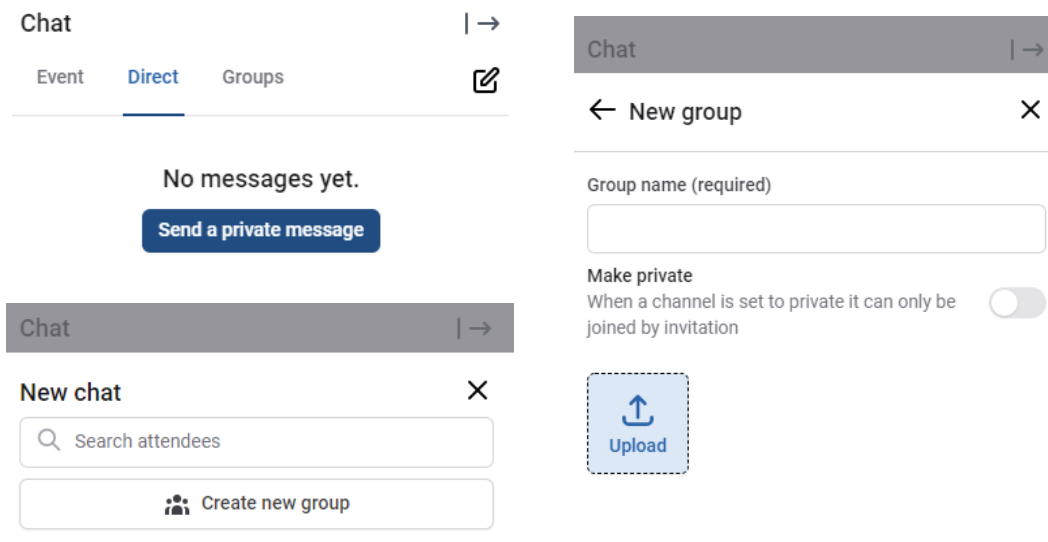 Chat
Event Direct Groups
No messages yet.
Send a private message
Chat
New chat
Search attendees
Create new group
Chat
New group
Group name (required)
Make private
When a channel is set to private it can only be
joined by invitation
Upload